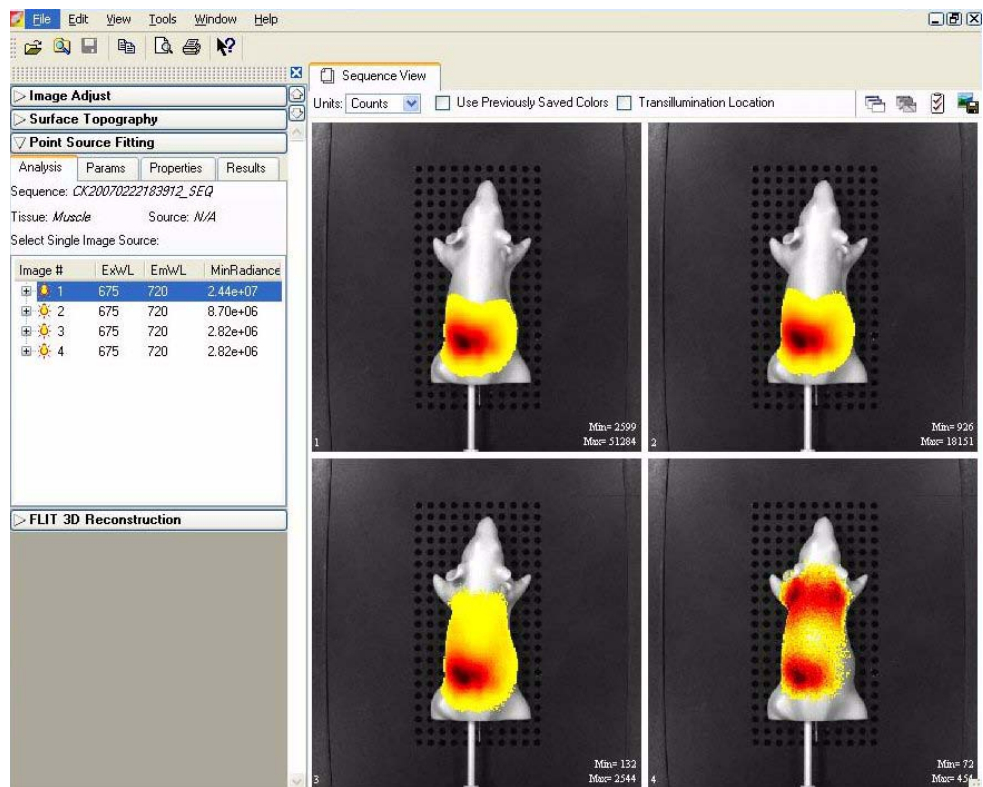 File Edit View Tools Window Help
Sequence View
Image Adjust
Surface Topography
Point Source Fitting
Units: Counts Use Previously Saved Colors Transillumination Location
Analysis Params Properties Results
Sequence: CK20070222183912_SEQ
Tissue: Muscle Source: N/A
Select Single Image Source:
Image # ExWL EmWL MinRadiance
1 675 720 2.44e+07
2 675 720 8.70e+06
3 675 720 2.82e+06
4 675 720 2.82e+06
FLIT 3D Reconstruction
Min= 2599
1 Max= 51284
Min= 926
2 Max= 18151
Min= 132
3 Max= 2544
Min= 72
4 Max= 454